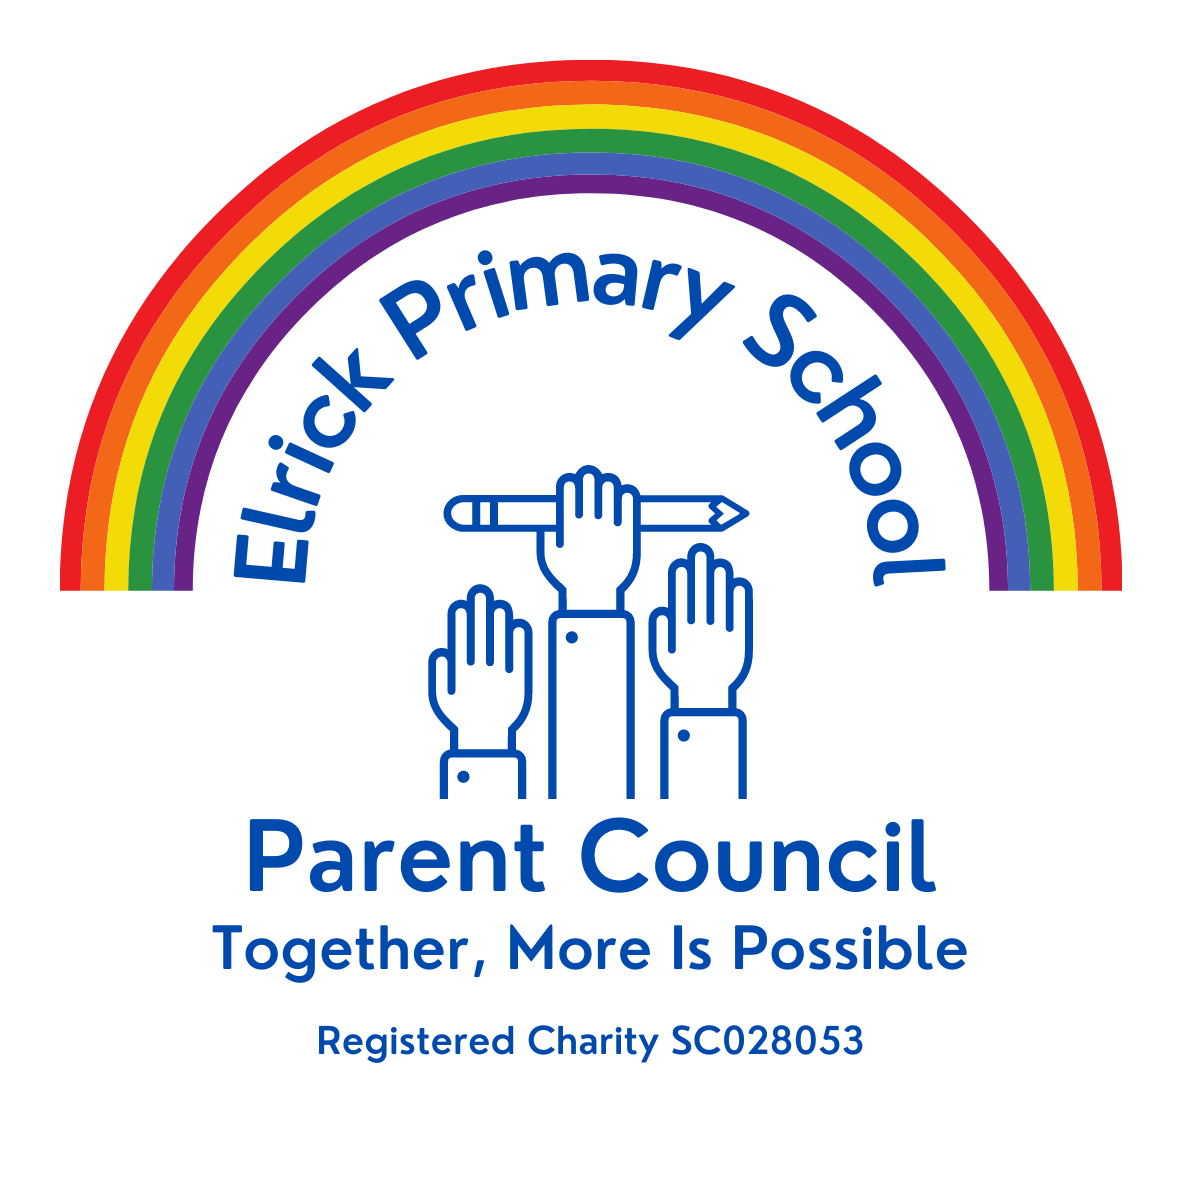 Elrick Primary School
Parent Council
Together, More Is Possible
Registered Charity SC028053